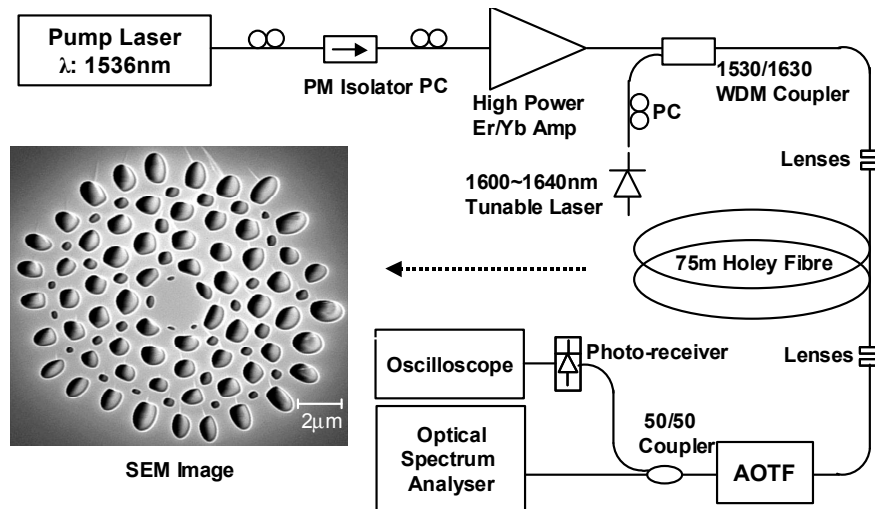 Pump Laser
λ: 1536nm
PM Isolator PC
High Power
Er/Yb Amp
1530/1630
WDM Coupler
PC
1600~1640nm
Tunable Laser
Lenses
75m Holey Fibre
Lenses
Photo-receiver
Oscilloscope
50/50
Coupler
Optical
Spectrum
Analyser
AOTF
2μm
SEM Image